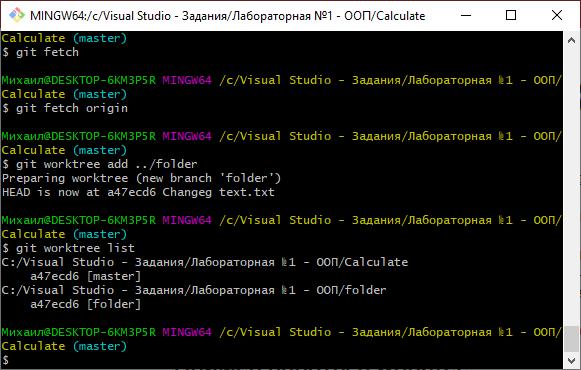 MINGW64:/c/Visual Studio - Задания/Лабораторная №1 - ООП/Calculate
Calculate (master)
$ git fetch
Михаил@DESKTOP-6KM3P5R MINGW64 /c/Visual Studio - Задания/Лабораторная №1 - ООП/
Calculate (master)
$ git fetch origin
Михаил@DESKTOP-6KM3P5R MINGW64 /c/Visual Studio - Задания/Лабораторная №1 - ООП/
Calculate (master)
$ git worktree add ../folder
Preparing worktree (new branch 'folder')
HEAD is now at a47ecd6 Changeg text.txt
Михаил@DESKTOP-6KM3P5R MINGW64 /c/Visual Studio - Задания/Лабораторная №1 - ООП/
Calculate (master)
$ git worktree list
C:/Visual Studio - Задания/Лабораторная №1 - ООП/Calculate
a47ecd6 [master]
C:/Visual Studio - Задания/Лабораторная №1 - ООП/folder
a47ecd6 [folder]
Михаил@DESKTOP-6KM3P5R MINGW64 /c/Visual Studio - Задания/Лабораторная №1 - ООП/
Calculate (master)
$